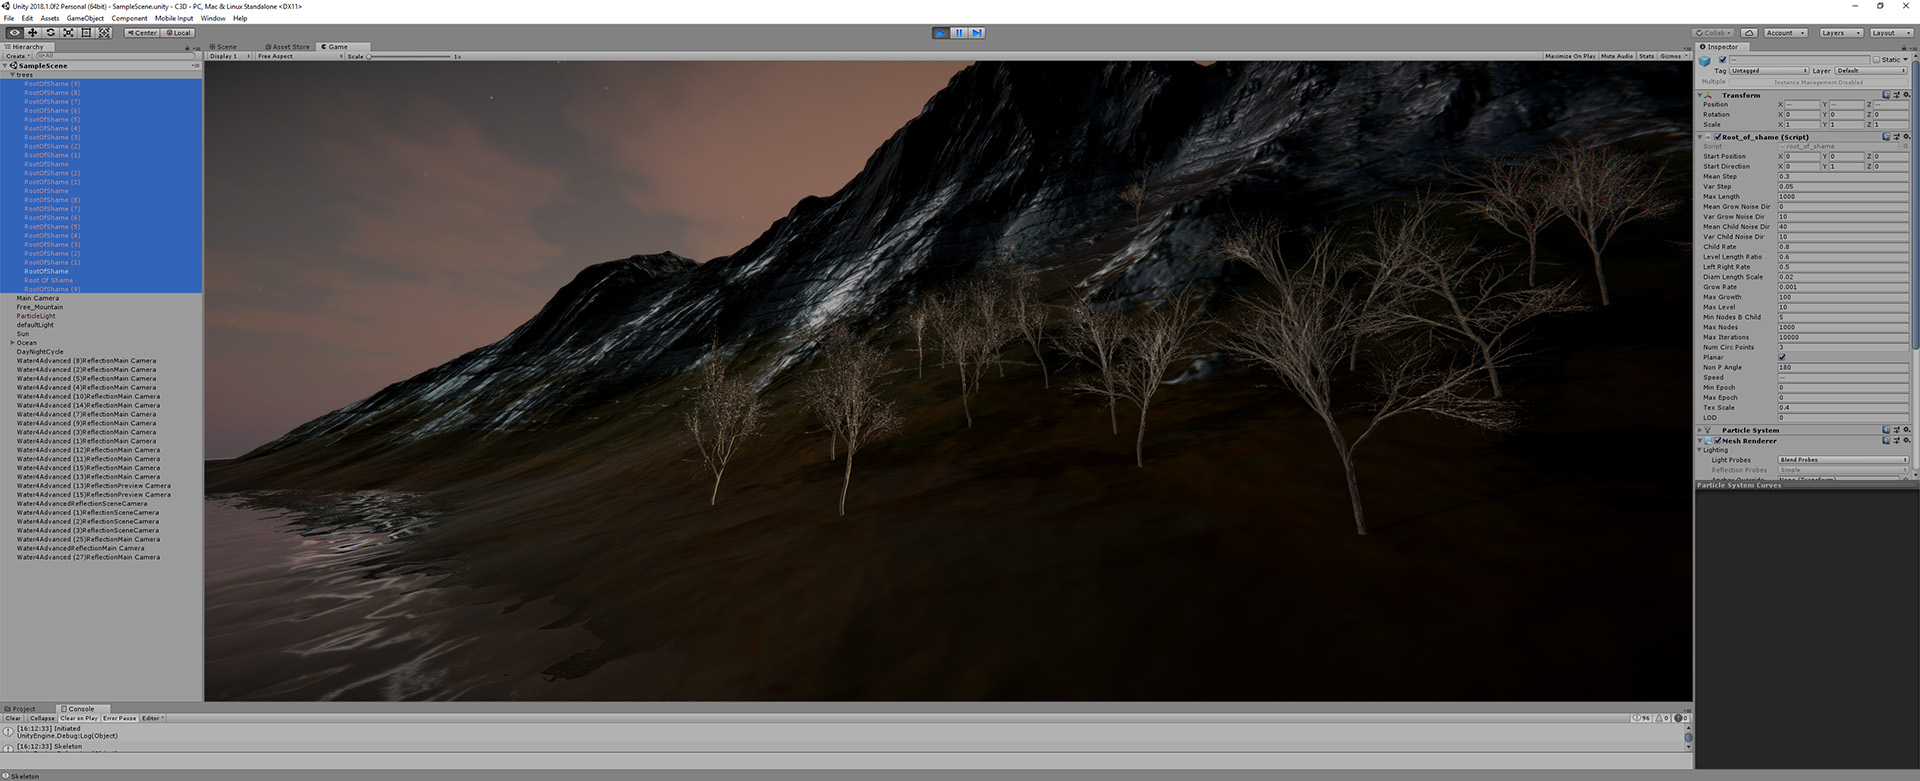 Unity 2018.1.0f2 Personal (64bit) - SampleScene.unity - C3D - PC, Mac & Linux Standalone <DX11>
File Edit Assets GameObject Component Mobile Input Window Help
Center Local
Collab Account Layers Layout
Hierarchy
Create All
SampleScene
trees
RootOfShame (9)
RootOfShame (8)
RootOfShame (7)
RootOfShame (6)
RootOfShame (5)
RootOfShame (4)
RootOfShame (3)
RootOfShame (2)
RootOfShame (1)
RootOfShame
RootOfShame (2)
RootOfShame (1)
RootOfShame
RootOfShame (8)
RootOfShame (7)
RootOfShame (6)
RootOfShame (5)
RootOfShame (4)
RootOfShame (3)
RootOfShame (2)
RootOfShame (1)
RootOfShame
Root Of Shame
RootOfShame (9)
Main Camera
Free_Mountain
ParticleLight
defaultLight
Sun
Ocean
DayNightCycle
Water4Advanced (8)ReflectionMain Camera
Water4Advanced (2)ReflectionMain Camera
Water4Advanced (5)ReflectionMain Camera
Water4Advanced (4)ReflectionMain Camera
Water4Advanced (10)ReflectionMain Camera
Water4Advanced (14)ReflectionMain Camera
Water4Advanced (7)ReflectionMain Camera
Water4Advanced (9)ReflectionMain Camera
Water4Advanced (3)ReflectionMain Camera
Water4Advanced (1)ReflectionMain Camera
Water4Advanced (12)ReflectionMain Camera
Water4Advanced (11)ReflectionMain Camera
Water4Advanced (15)ReflectionMain Camera
Water4Advanced (13)ReflectionMain Camera
Water4Advanced (13)ReflectionPreview Camera
Water4Advanced (15)ReflectionPreview Camera
Water4AdvancedReflectionSceneCamera
Water4Advanced (1)ReflectionSceneCamera
Water4Advanced (2)ReflectionSceneCamera
Water4Advanced (3)ReflectionSceneCamera
Water4Advanced (25)ReflectionMain Camera
Water4AdvancedReflectionMain Camera
Water4Advanced (27)ReflectionMain Camera
Scene Asset Store Game
Display 1 Free Aspect Scale 1x
Maximize On Play Mute Audio Stats Gizmos
Inspector
— Static
Tag Untagged Layer Default
Multiple Instance Management Disabled
Transform
Position X — Y — Z —
Rotation X 0 Y 0 Z 0
Scale X 1 Y 1 Z 1
Root_of_shame (Script)
Script root_of_shame
Start Position X 0 Y 0 Z 0
Start Direction X 0 Y 1 Z 0
Mean Step 0.3
Var Step 0.05
Max Length 1000
Mean Grow Noise Dir 0
Var Grow Noise Dir 10
Mean Child Noise Dir 40
Var Child Noise Dir 10
Child Rate 0.8
Level Length Ratio 0.6
Left Right Rate 0.5
Diam Length Scale 0.02
Grow Rate 0.001
Max Growth 100
Max Level 10
Min Nodes B Child 5
Max Nodes 1000
Max Iterations 10000
Num Circ Points 3
Planar
Non P Angle 180
Speed —
Min Epoch 0
Max Epoch 0
Tex Scale 0.4
LOD 0
Particle System
Mesh Renderer
Lighting
Light Probes Blend Probes
Reflection Probes Simple
Anchor Override None (Transform)
Particle System Curves
Project Console
Clear Collapse Clear on Play Error Pause Editor
96 0 0
[16:12:33] Initiated
UnityEngine.Debug:Log(Object)
[16:12:33] Skeleton
Skeleton